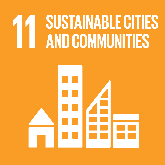 11 SUSTAINABLE CITIES
AND COMMUNITIES